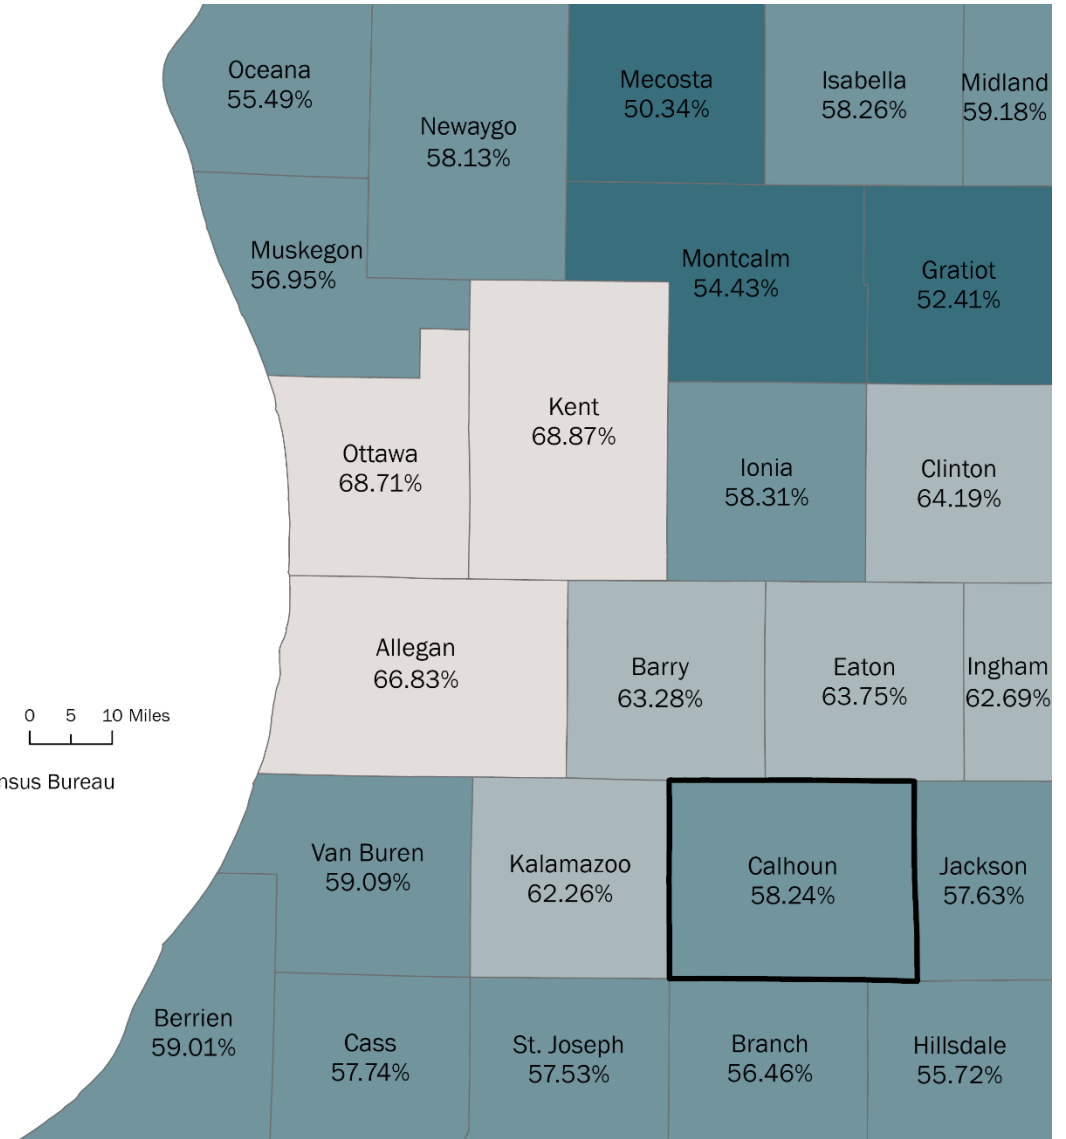 Oceana
55.49%
Newaygo
58.13%
Mecosta
50.34%
Isabella
58.26%
Midland
59.18%
Muskegon
56.95%
Montcalm
54.43%
Gratiot
52.41%
Kent
68.87%
Ottawa
68.71%
Ionia
58.31%
Clinton
64.19%
Allegan
66.83%
Barry
63.28%
Eaton
63.75%
Ingham
62.69%
0 5 10 Miles
nsus Bureau
Van Buren
59.09%
Kalamazoo
62.26%
Calhoun
58.24%
Jackson
57.63%
Berrien
59.01%
Cass
57.74%
St. Joseph
57.53%
Branch
56.46%
Hillsdale
55.72%